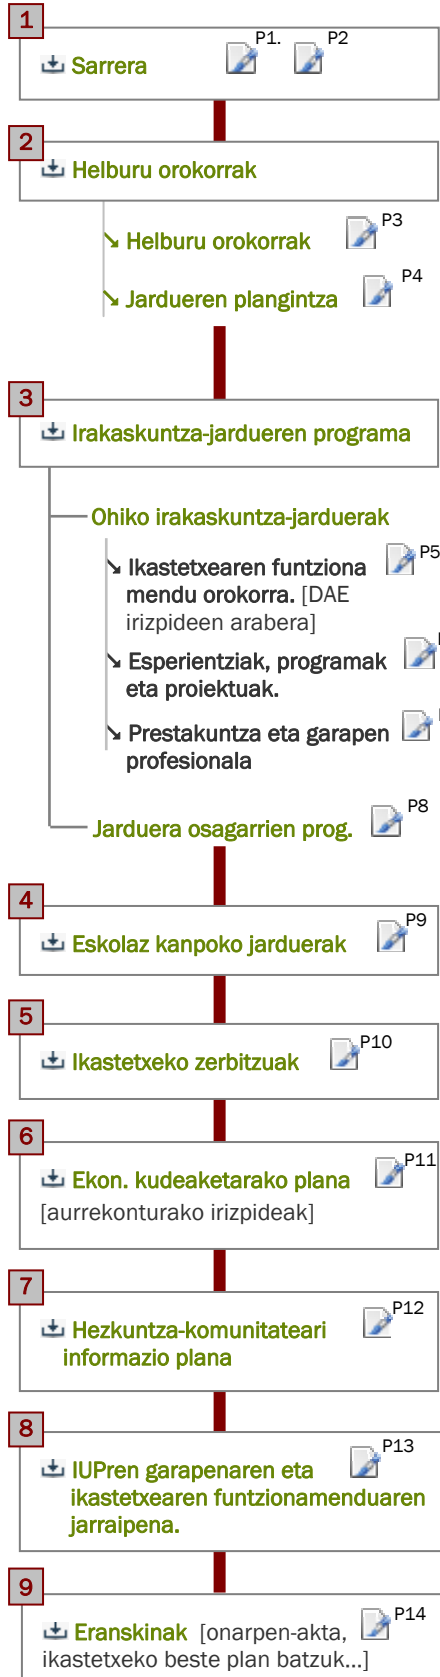 1
Sarrera P1. P2
2
Helburu orokorrak
Helburu orokorrak P3
Jardueren plangintza P4
3
Irakaskuntza-jardueren programa
Ohiko irakaskuntza-jarduerak
Ikastetxearen funtziona P5
mendu orokorra. [DAE
irizpideen arabera]
Esperientziak, programak
eta proiektuak.
Prestakuntza eta garapen
profesionala
Jarduera osagarrien prog. P8
4
Eskolaz kanpoko jarduerak P9
5
Ikastetxeko zerbitzuak P10
6
Ekon. kudeaketarako plana P11
[aurrekonturako irizpideak]
7
Hezkuntza-komunitateari P12
informazio plana
8
IUPren garapenaren eta P13
ikastetxearen funtzionamenduaren
jarraipena.
9
Eranskinak [onarpen-akta, P14
ikastetxeko beste plan batzuk...]